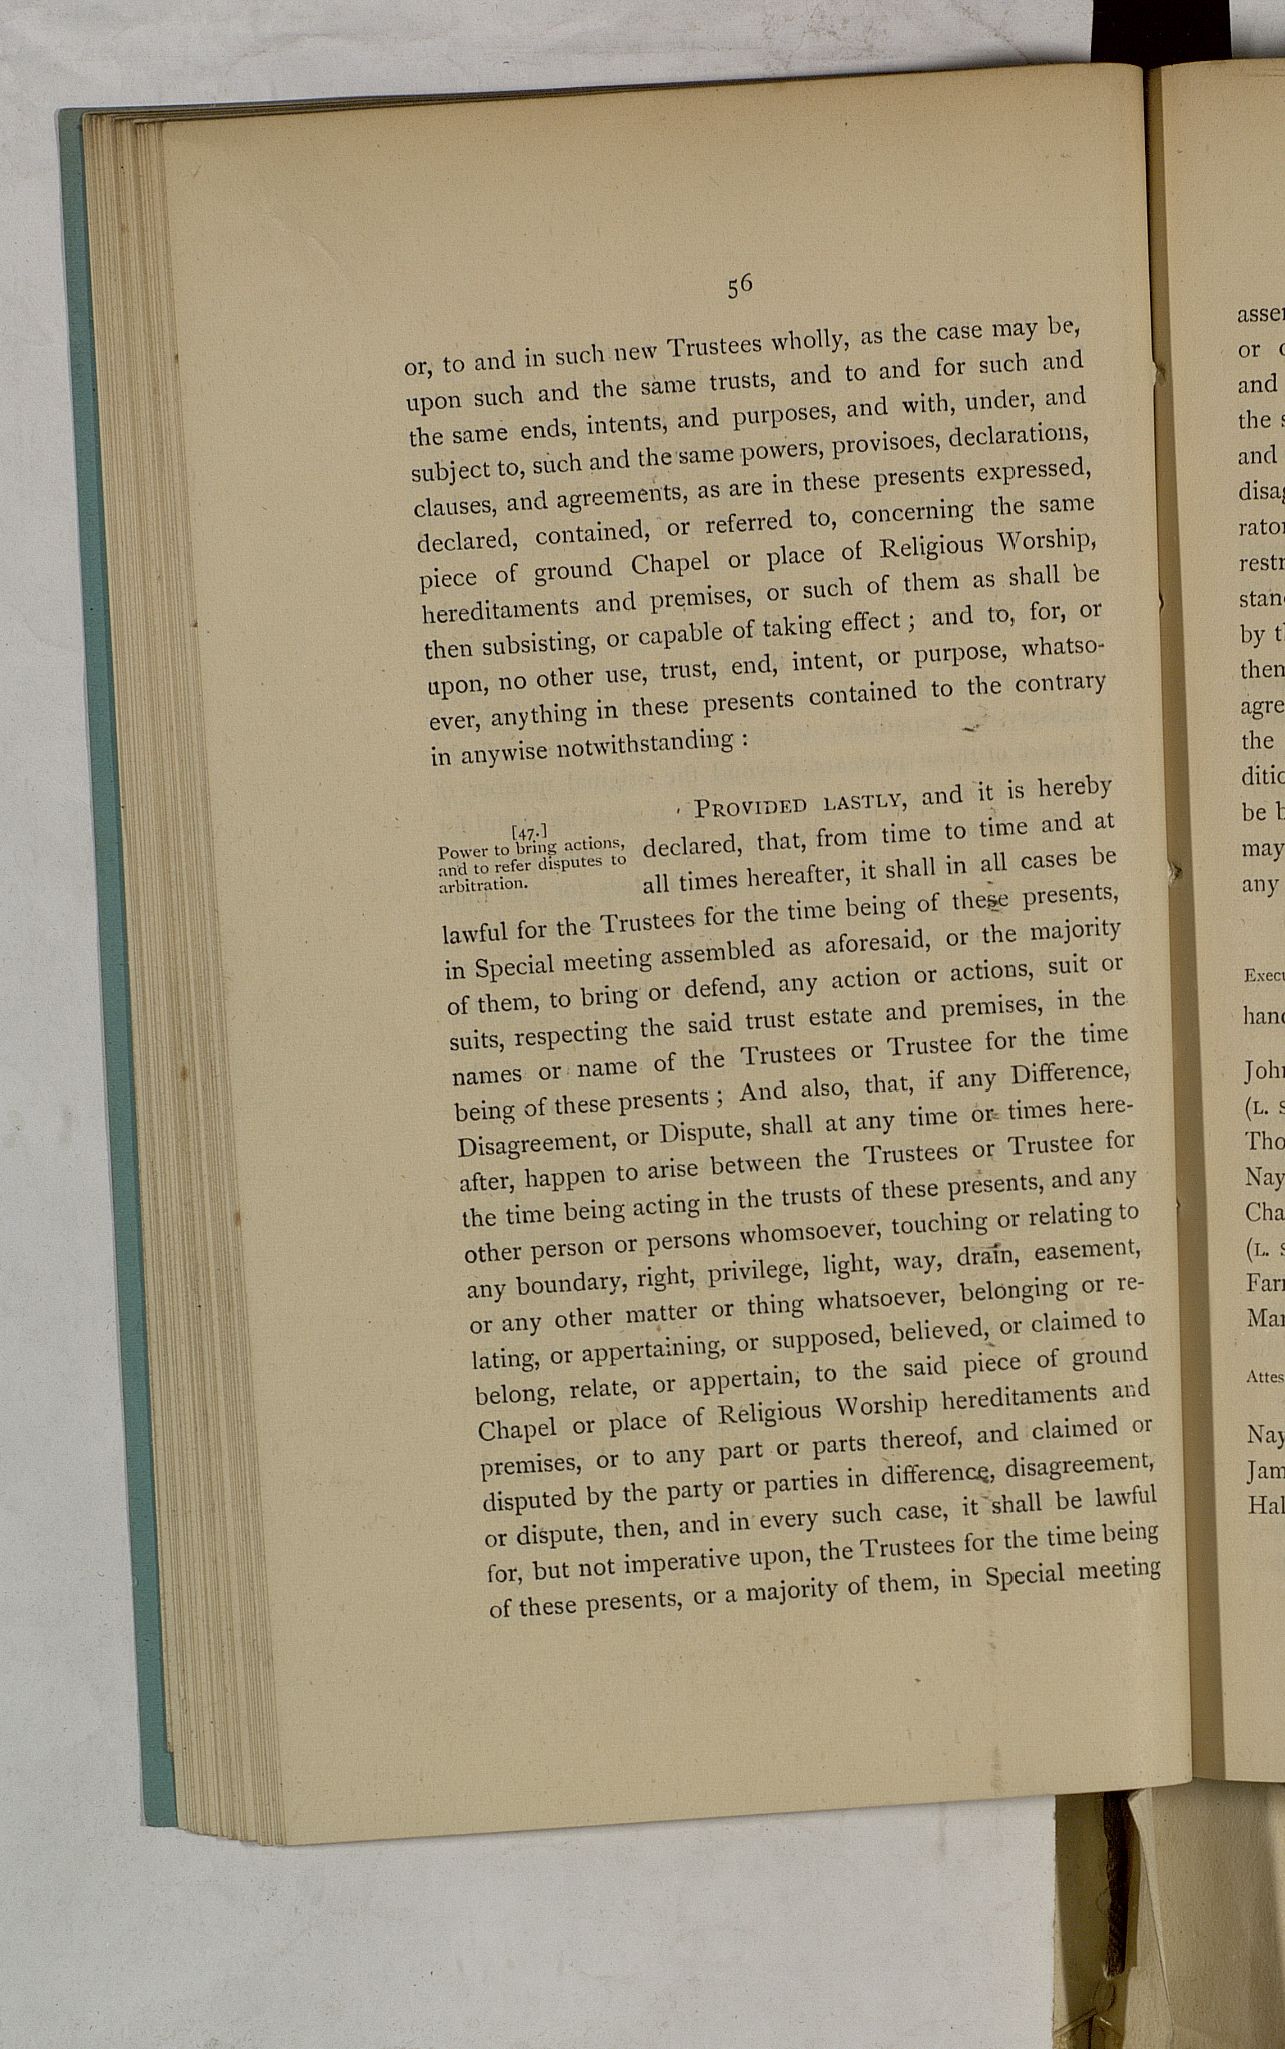 56
or, to and in such new Trustees wholly, as the case may be,
upon such and the same trusts, and to and for such and
the same ends, intents, and purposes, and with, under, and
subject to, such and the same powers, provisoes, declarations,
clauses, and agreements, as are in these presents expressed,
declared, contained, or referred to, concerning the same
piece of ground Chapel or place of Religious Worship,
hereditaments and premises, or such of them as shall be
then subsisting, or capable of taking effect ; and to, for, or
upon, no other use, trust, end, intent, or purpose, whatso-
ever, anything in these presents contained to the contrary
in anywise notwithstanding :
[47.]
Power to bring actions,
and to refer disputes to
arbitration.
PROVIDED LASTLY, and it is hereby
declared, that, from time to time and at
all times hereafter, it shall in all cases be
lawful for the Trustees for the time being of these presents,
in Special meeting assembled as aforesaid, or the majority
of them, to bring or defend, any action or actions, suit or
suits, respecting the said trust estate and premises, in the
names or name of the Trustees or Trustee for the time
being of these presents ; And also, that, if any Difference,
Disagreement, or Dispute, shall at any time or times here-
after, happen to arise between the Trustees or Trustee for
the time being acting in the trusts of these presents, and any
other person or persons whomsoever, touching or relating to
any boundary, right, privilege, light, way, drain, easement,
or any other matter or thing whatsoever, belonging or re-
lating, or appertaining, or supposed, believed, or claimed to
belong, relate, or appertain, to the said piece of ground
Chapel or place of Religious Worship hereditaments and
premises, or to any part or parts thereof, and claimed or
disputed by the party or parties in difference, disagreement,
or dispute, then, and in every such case, it shall be lawful
for, but not imperative upon, the Trustees for the time being
of these presents, or a majority of them, in Special meeting
or
and
the
and
by
the
be
may
any